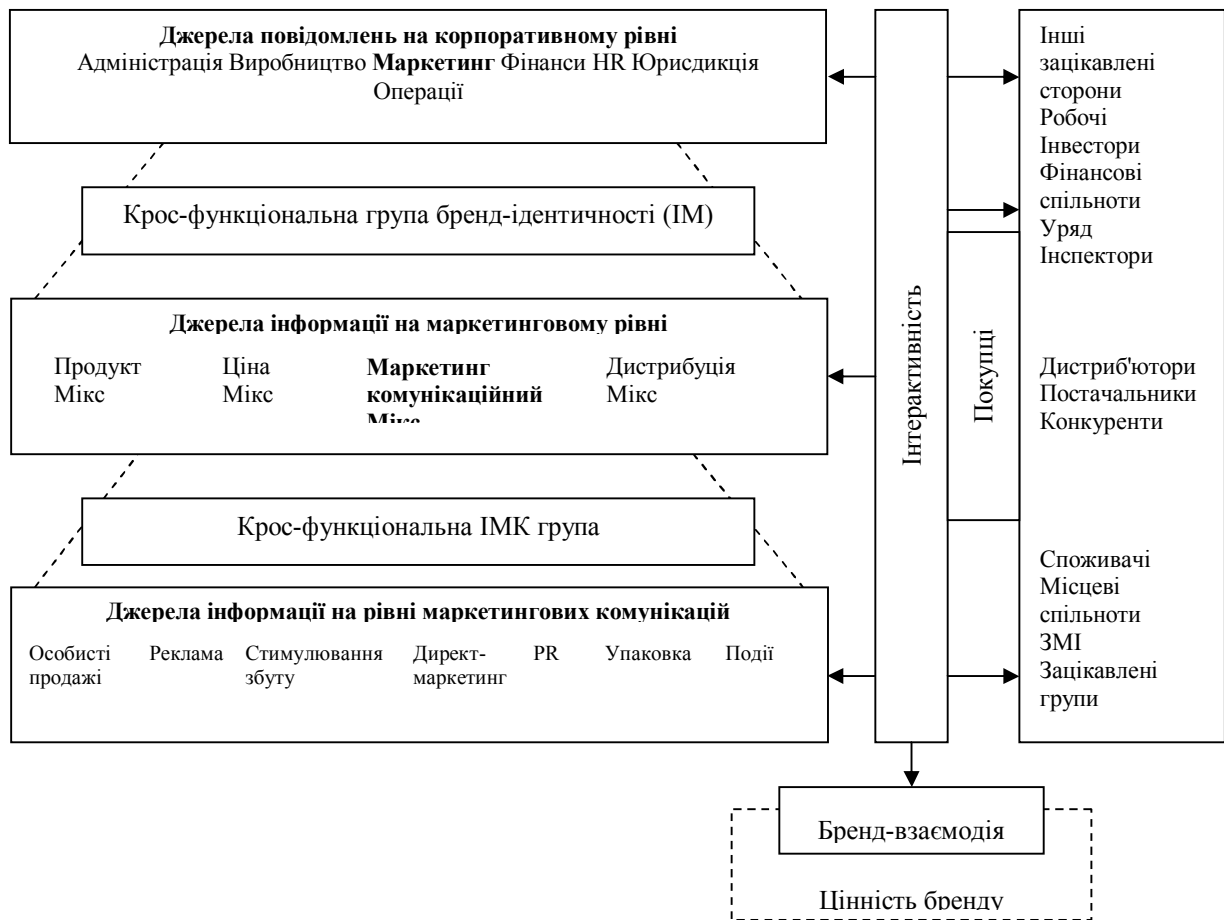 Джерела повідомлень на корпоративному рівні
Адміністрація Виробництво Маркетинг Фінанси HR Юрисдикція
Операції
Крос-функціональна група бренд-ідентичності (ІМ)
Джерела інформації на маркетинговому рівні
Продукт
Мікс
Ціна
Мікс
Маркетинг
комунікаційний
Мікс
Дистрибуція
Мікс
Крос-функціональна ІМК група
Джерела інформації на рівні маркетингових комунікацій
Особисті
продажі
Реклама
Стимулювання
збуту
Директ-
маркетинг
PR
Упаковка
Події
Інтерактивність
Покупці
Інші
зацікавлені
сторони
Робочі
Інвестори
Фінансові
спільноти
Уряд
Інспектори
Дистриб'ютори
Постачальники
Конкуренти
Споживачі
Місцеві
спільноти
ЗМІ
Зацікавлені
групи
Бренд-взаємодія
Цінність бренду